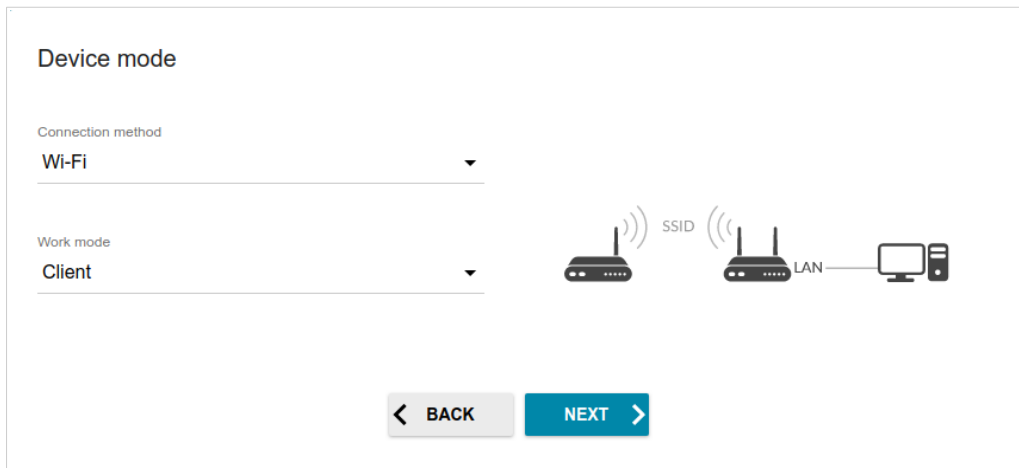 Device mode
Connection method
Wi-Fi
Work mode
Client
SSID
LAN
BACK
NEXT